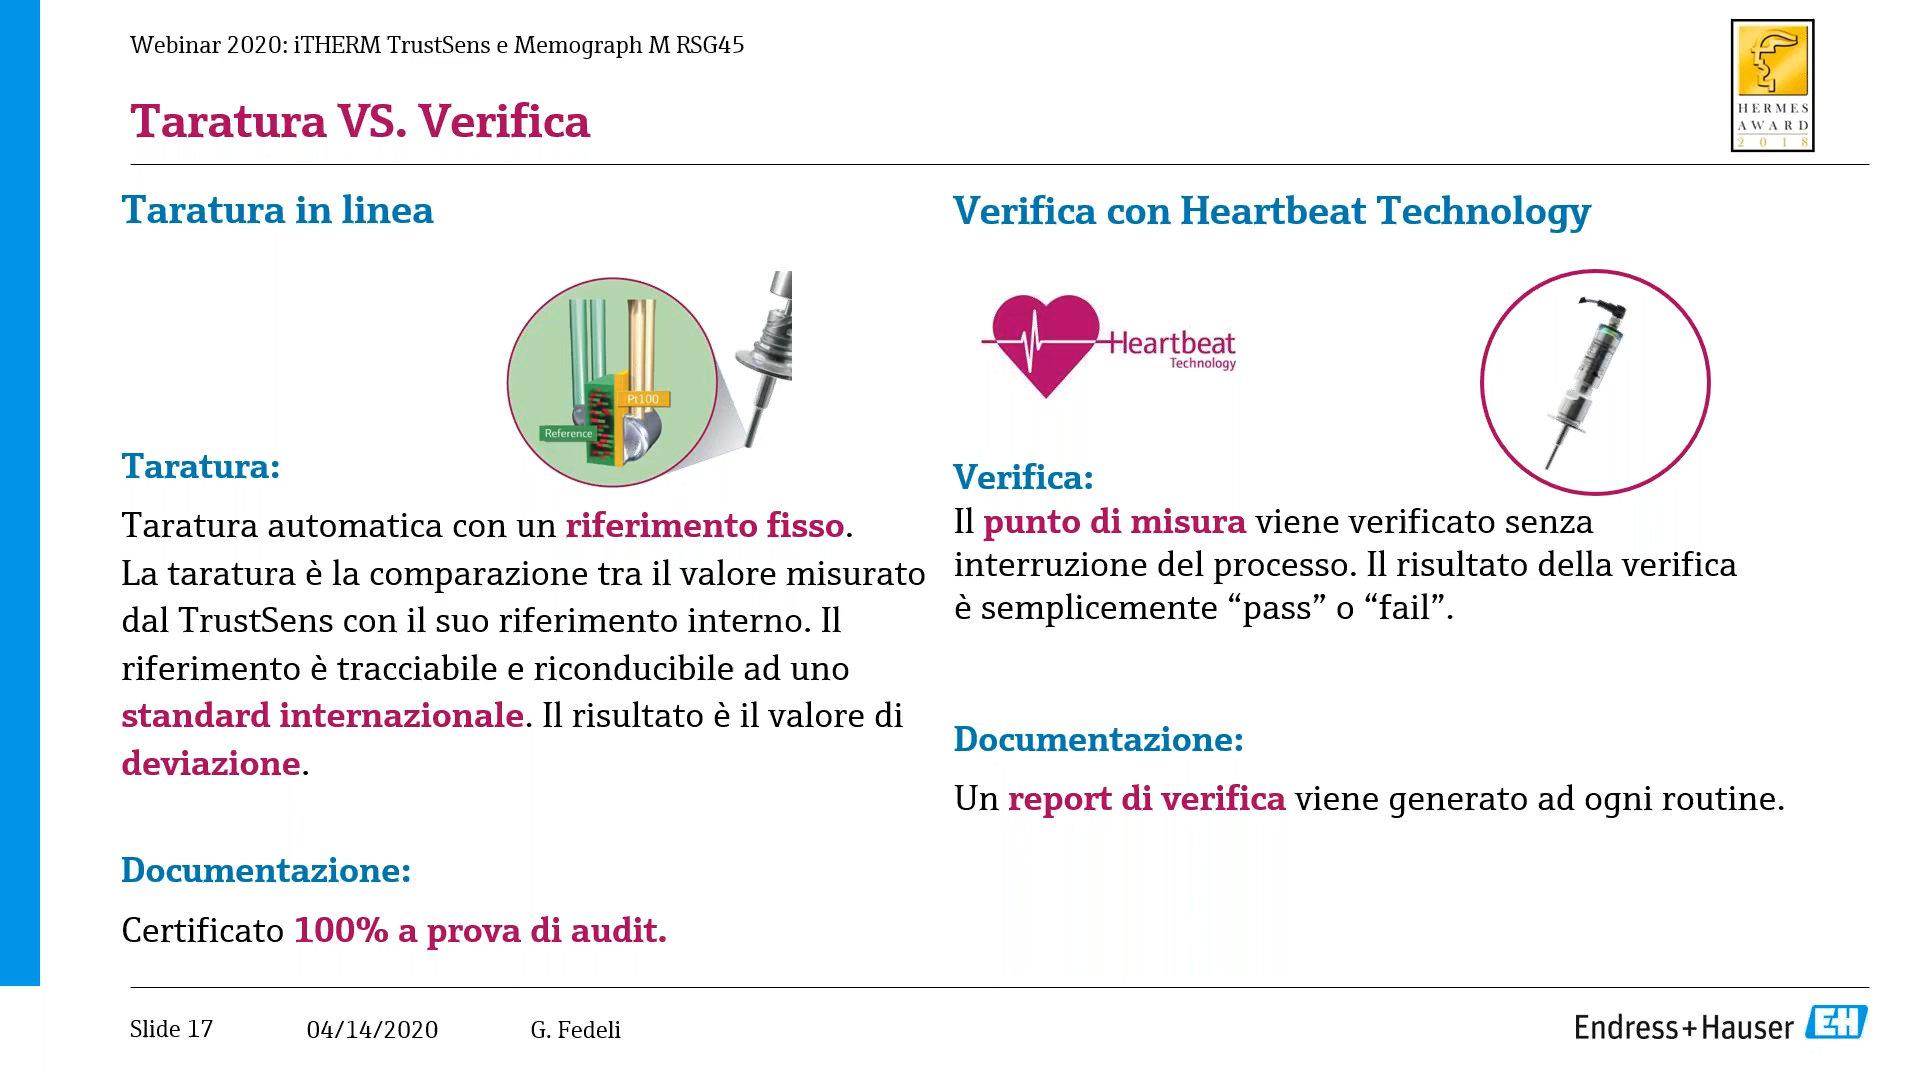 Webinar 2020: iTHERM TrustSens e Memograph M RSG45
HERMES
AWARD
2018
Taratura VS. Verifica
Taratura in linea
Pt100
Reference
Taratura:
Taratura automatica con un riferimento fisso.
La taratura è la comparazione tra il valore misurato
dal TrustSens con il suo riferimento interno. Il
riferimento è tracciabile e riconducibile ad uno
standard internazionale. Il risultato è il valore di
deviazione.
Documentazione:
Certificato 100% a prova di audit.
Verifica con Heartbeat Technology
Heartbeat
Technology
Verifica:
Il punto di misura viene verificato senza
interruzione del processo. Il risultato della verifica
è semplicemente “pass” o “fail”.
Documentazione:
Un report di verifica viene generato ad ogni routine.
Slide 17
04/14/2020
G. Fedeli
Endress+Hauser EH